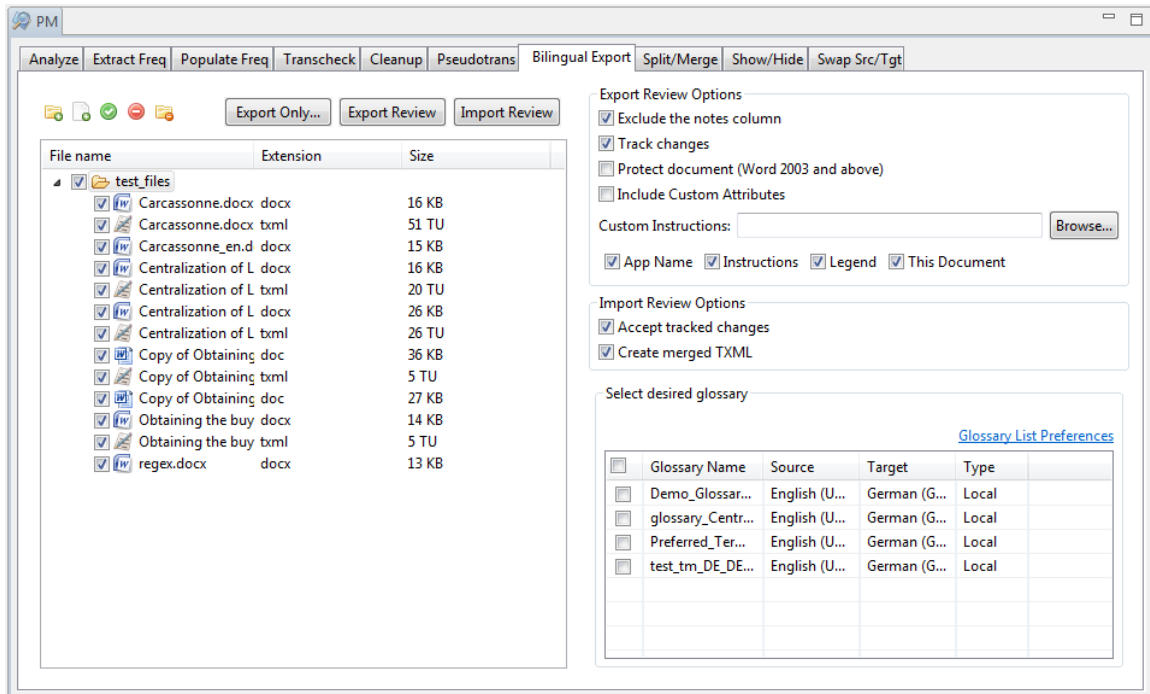 PM
Analyze Extract Freq Populate Freq Transcheck Cleanup Pseudotrans Bilingual Export Split/Merge Show/Hide Swap Src/Tgt
Export Only... Export Review Import Review
File name Extension Size
test_files
Carcassonne.docx docx 16 KB
Carcassonne.docx txml 51 TU
Carcassonne_en.d docx 15 KB
Centralization of L docx 16 KB
Centralization of L txml 20 TU
Centralization of L docx 26 KB
Centralization of L txml 26 TU
Copy of Obtaining doc 36 KB
Copy of Obtaining txml 5 TU
Copy of Obtaining doc 27 KB
Obtaining the buy docx 14 KB
Obtaining the buy txml 5 TU
regex.docx docx 13 KB
Export Review Options
Exclude the notes column
Track changes
Protect document (Word 2003 and above)
Include Custom Attributes
Custom Instructions: Browse...
App Name Instructions Legend This Document
Import Review Options
Accept tracked changes
Create merged TXML
Select desired glossary
Glossary List Preferences
Glossary Name Source Target Type
Demo_Glossar... English (U... German (G... Local
glossary_Centr... English (U... German (G... Local
Preferred_Ter... English (U... German (G... Local
test_tm_DE_DE... English (U... German (G... Local